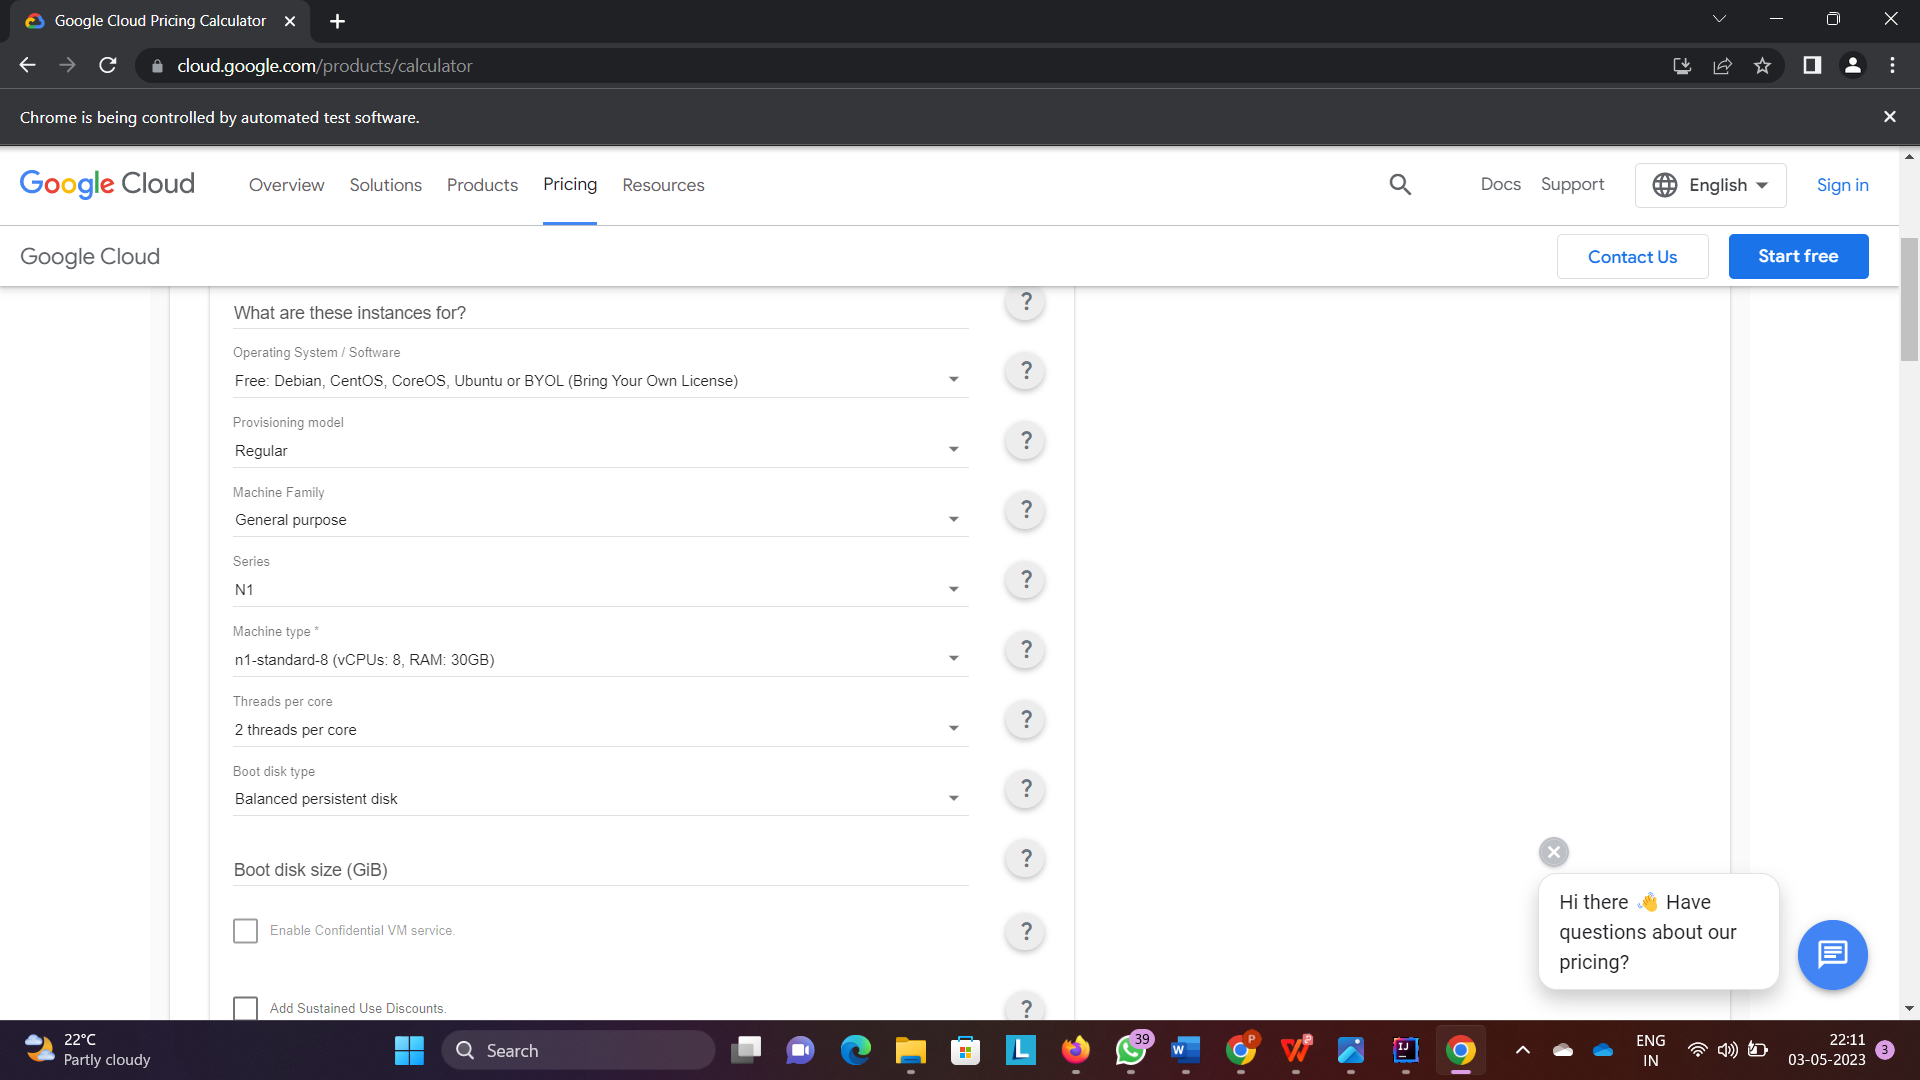 Google Cloud Pricing Calculator
cloud.google.com/products/calculator
Chrome is being controlled by automated test software.
Google Cloud
Overview
Solutions
Products
Pricing
Resources
Docs
Support
English
Sign in
Google Cloud
Contact Us
Start free
What are these instances for?
?
Operating System / Software
Free: Debian, CentOS, CoreOS, Ubuntu or BYOL (Bring Your Own License)
?
Provisioning model
Regular
?
Machine Family
General purpose
?
Series
N1
?
Machine type *
n1-standard-8 (vCPUs: 8, RAM: 30GB)
?
Threads per core
2 threads per core
?
Boot disk type
Balanced persistent disk
?
Boot disk size (GiB)
?
Enable Confidential VM service.
?
Add Sustained Use Discounts.
?
Hi there 👋 Have
questions about our
pricing?
22°C
Partly cloudy
Search
L
39
W
P
W
2
IJ
ENG
IN
22:11
03-05-2023
3